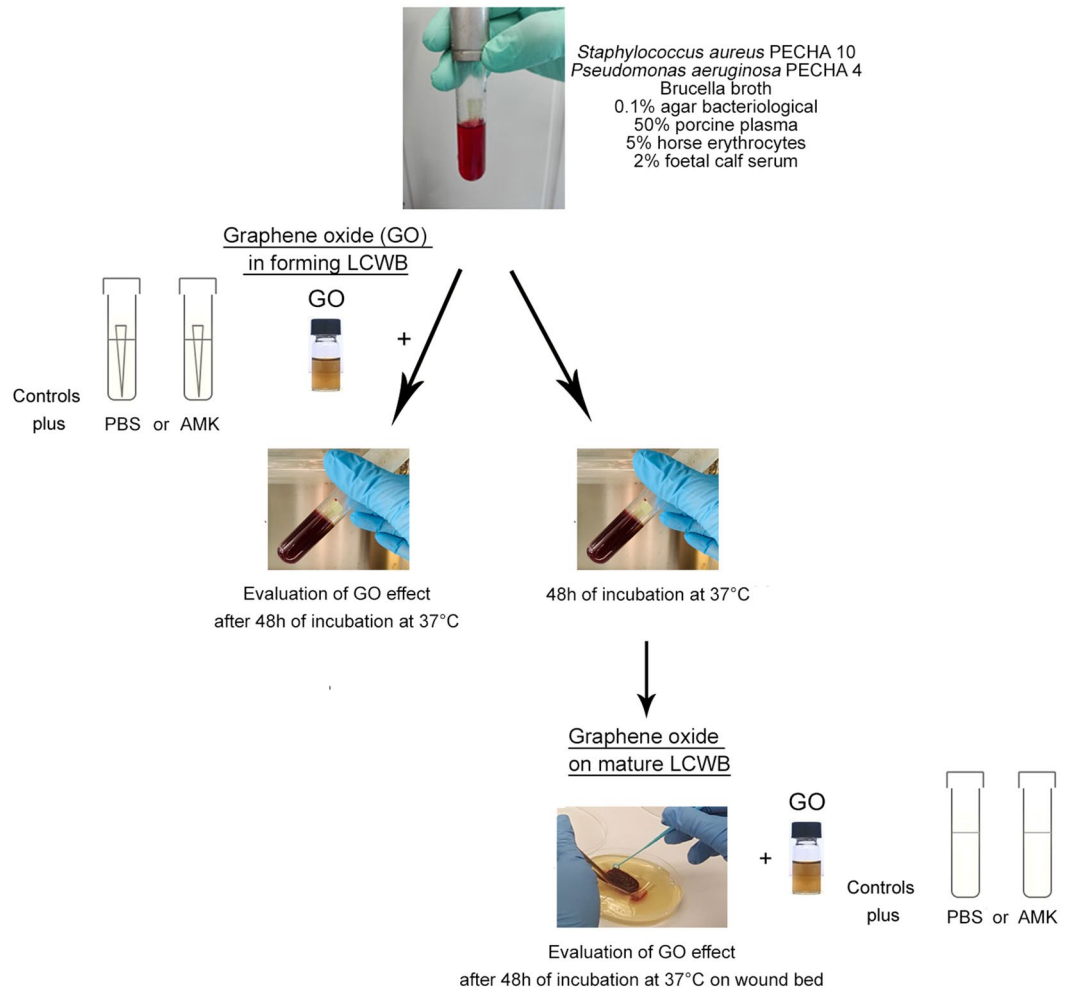 Staphylococcus aureus PECHA 10
Pseudomonas aeruginosa PECHA 4
Brucella broth
0.1% agar bacteriological
50% porcine plasma
5% horse erythrocytes
2% foetal calf serum
Graphene oxide (GO)
in forming LCWB
GO
+
Controls
plus
PBS or AMK
Evaluation of GO effect
after 48h of incubation at 37°C
48h of incubation at 37°C
Graphene oxide
on mature LCWB
GO
+
Controls
plus
PBS or AMK
Evaluation of GO effect
after 48h of incubation at 37°C on wound bed